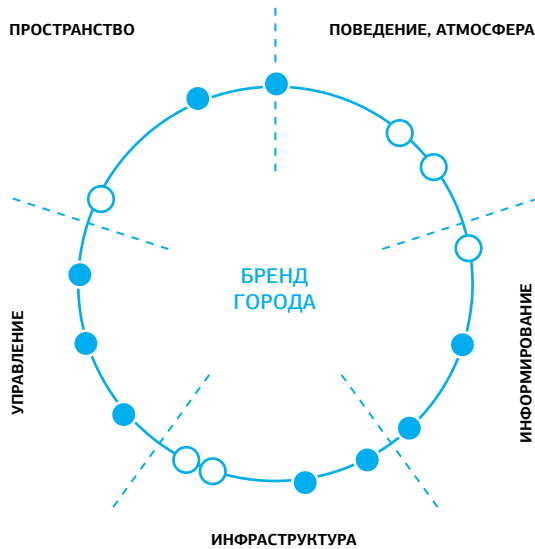 ПРОСТРАНСТВО
ПОВЕДЕНИЕ, АТМОСФЕРА
БРЕНД
ГОРОДА
УПРАВЛЕНИЕ
ИНФОРМИРОВАНИЕ
ИНФРАСТРУКТУРА